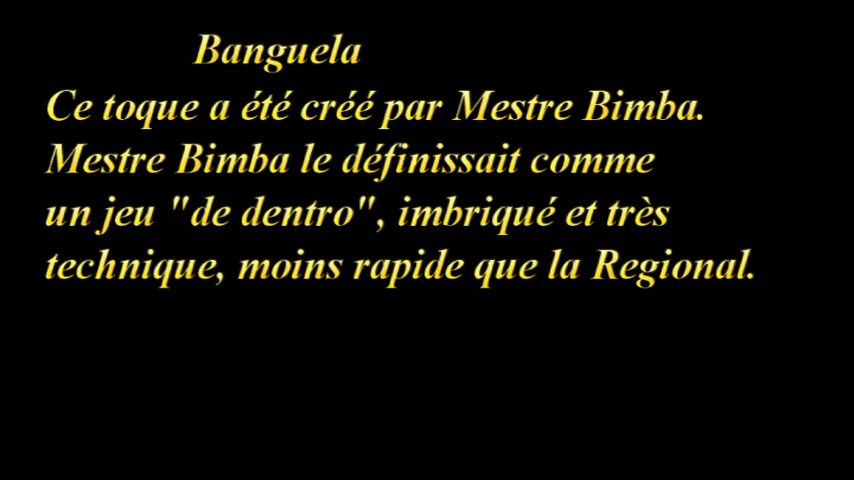 Banguela
Ce toque a été créé par Mestre Bimba.
Mestre Bimba le définissait comme
un jeu "de dentro", imbriqué et très
technique, moins rapide que la Regional.